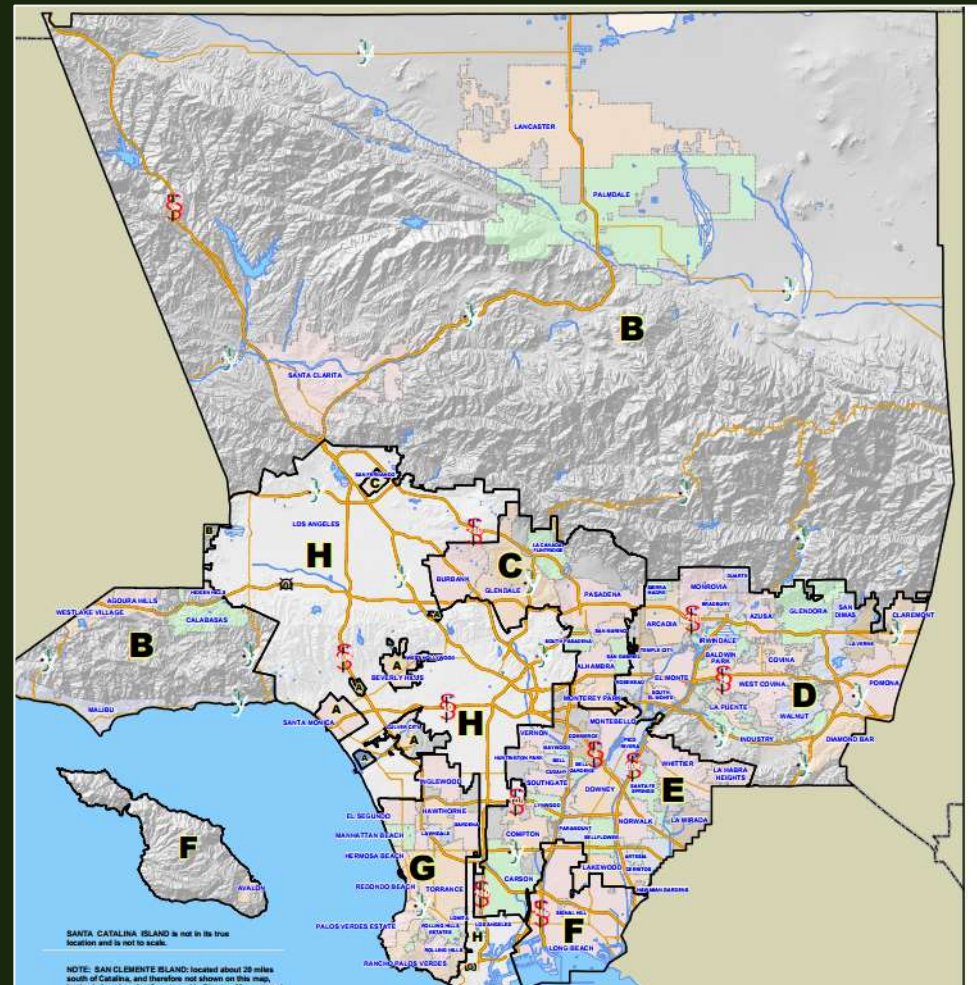 LANCASTER
PALMDALE
B
SANTA CLARITA
SAN FERNANDO
C
LOS ANGELES
B
H
LA CANADA
FLINTRIDGE
C
BURBANK
GLENDALE
PASADENA
SIERRA
MADRE
MONROVIA
DUARTE
BRADBURY
ARCADIA
AZUSA
GLENDORA
SAN
DIMAS
CLAREMONT
LA VERNE
HIDDEN HILLS
AGOURA HILLS
WESTLAKE VILLAGE
CALABASAS
B
MALIBU
SAN MARINO
SOUTH PASADENA
SAN GABRIEL
TEMPLE CITY
IRWINDALE
BALDWIN
PARK
COVINA
WEST HOLLYWOOD
A
BEVERLY HILLS
ALHAMBRA
ROSEMEAD
EL MONTE
SOUTH
EL MONTE
WEST COVINA
POMONA
D
LA PUENTE
WALNUT
INDUSTRY
DIAMOND BAR
A
A
SANTA MONICA
MONTEREY PARK
MONTEBELLO
H
CULVER CITY
A
A
VERNON
COMMERCE
MAYWOOD
HUNTINGTON PARK
BELL
CUDAHY
BELL
GARDENS
PICO
RIVERA
WHITTIER
LA HABRA
HEIGHTS
SOUTHGATE
DOWNEY
SANTA FE
SPRINGS
E
INGLEWOOD
LYNWOOD
HAWTHORNE
EL SEGUNDO
GARDENA
LAWNDALE
COMPTON
PARAMOUNT
NORWALK
LA MIRADA
BELLFLOWER
MANHATTAN BEACH
HERMOSA BEACH
G
REDONDO BEACH
TORRANCE
CARSON
LAKEWOOD
ARTESIA
CERRITOS
HAWAIIAN GARDENS
F
AVALON
LOMITA
PALOS VERDES ESTATE
ROLLING HILLS
ESTATES
ROLLING HILLS
RANCHO PALOS VERDES
LOS ANGELES
H
SIGNAL HILL
F
LONG BEACH
SANTA CATALINA ISLAND is not in its true
location and is not to scale.
NOTE: SAN CLEMENTE ISLAND: located about 20 miles
south of Catalina, and therefore not shown on this map,